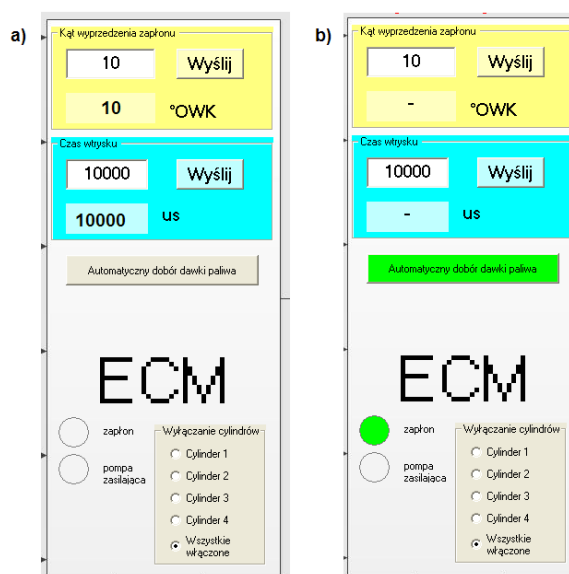 a)
Kąt wyprzedzenia zapłonu
10
Wyślij
10
°OWK
Czas wtrysku
10000
Wyślij
10000
us
Automatyczny dobór dawki paliwa
ECM
zapłon
pompa
zasilająca
Wyłączanie cylindrów
Cylinder 1
Cylinder 2
Cylinder 3
Cylinder 4
Wszystkie
włączone
b)
Kąt wyprzedzenia zapłonu
10
Wyślij
-
°OWK
Czas wtrysku
10000
Wyślij
-
us
Automatyczny dobór dawki paliwa
ECM
zapłon
pompa
zasilająca
Wyłączanie cylindrów
Cylinder 1
Cylinder 2
Cylinder 3
Cylinder 4
Wszystkie
włączone